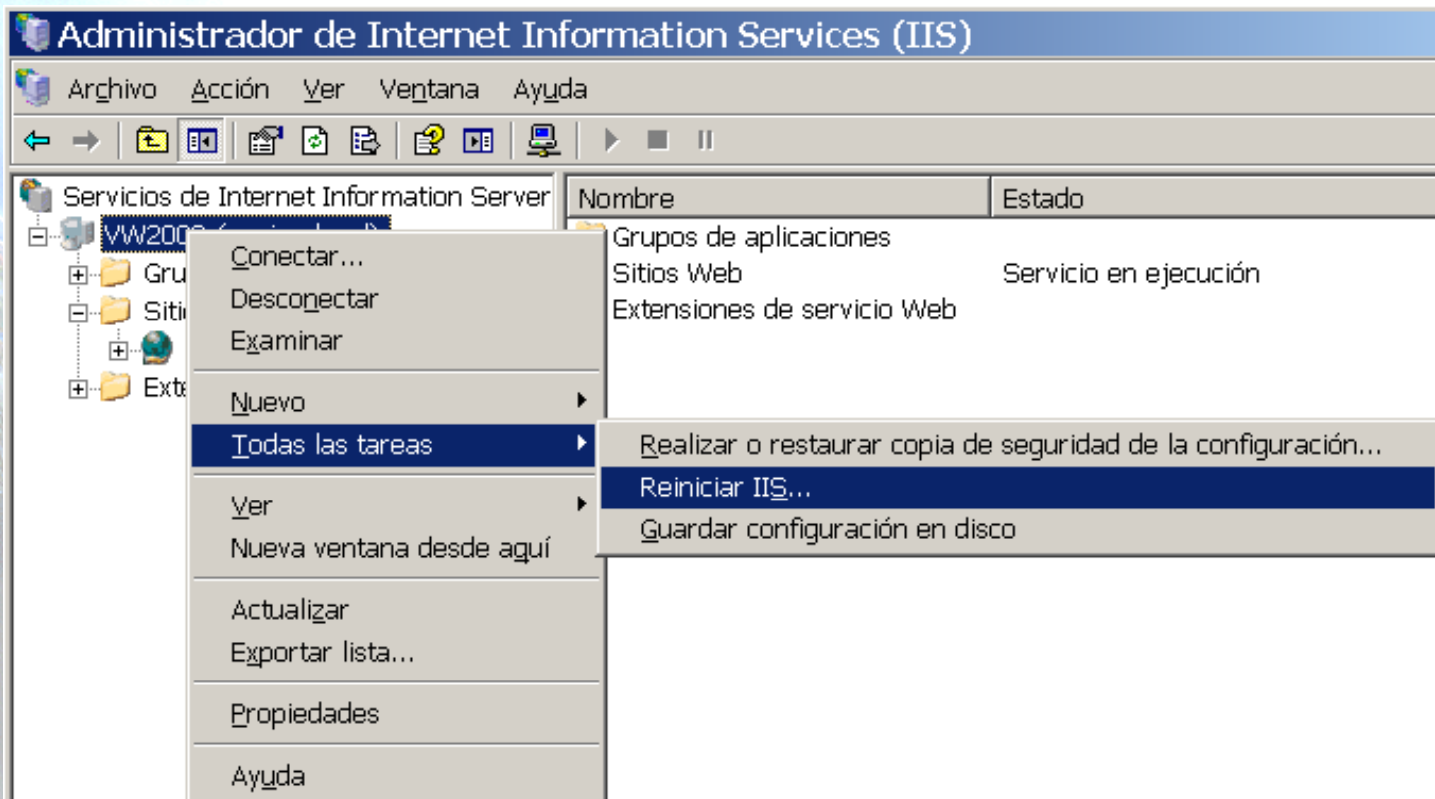 Administrador de Internet Information Services (IIS)
Archivo Acción Ver Ventana Ayuda
Servicios de Internet Information Server
Nombre Estado
Grupos de aplicaciones
Sitios Web Servicio en ejecución
Extensiones de servicio Web
Conectar...
Desconectar
Examinar
Nuevo
Todas las tareas
Realizar o restaurar copia de seguridad de la configuración...
Reiniciar IIS...
Guardar configuración en disco
Ver
Nueva ventana desde aquí
Actualizar
Exportar lista...
Propiedades
Ayuda